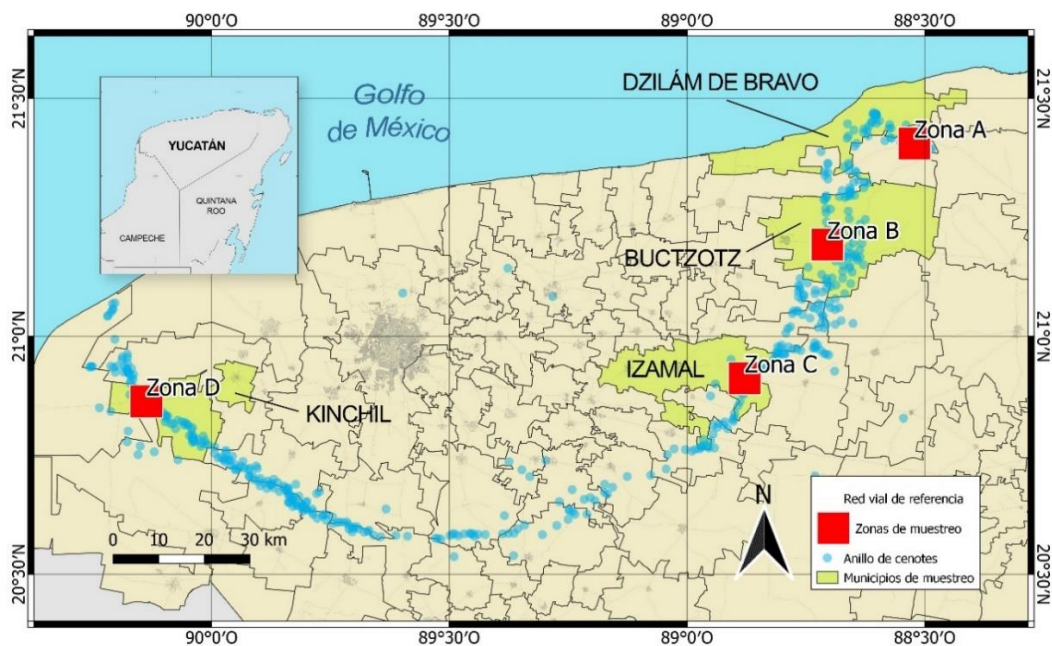 90°0'N
89°30'N
89°0'N
88°30'N
21°30'N
21°30'N
DZILÁM DE BRAVO
Golfo
de México
Zona A
YUCATÁN
QUINTANA
ROO
CAMPECHE
Zona B
BUCTZOTZ
21°0'N
21°0'N
IZAMAL
Zona C
Zona D
KINCHIL
N
Red vial de referencia
Zonas de muestreo
Anillo de cenotes
Municipios de muestreo
0 10 20 30 km
20°30'N
20°30'N
90°0'N
89°30'N
89°0'N
88°30'N